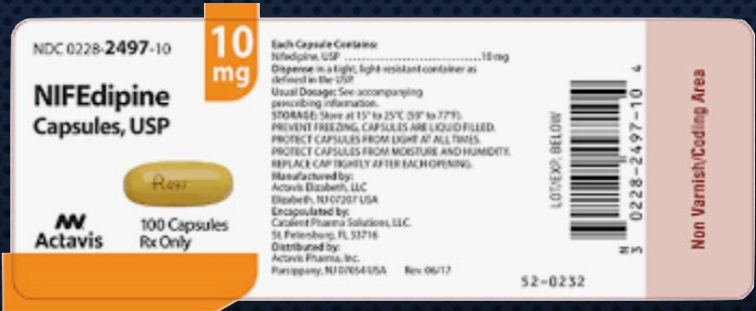 NDC 0228-2497-10
10
mg
NIFEdipine
Capsules, USP
R497
Actavis
100 Capsules
Rx Only
Each Capsule Contains:
Nifedipine, USP ........................................10 mg
Dispense in a tight, light-resistant container as
defined in the USP.
Usual Dosage: See accompanying
prescribing information.
STORAGE: Store at 15° to 25°C (59° to 77°F).
PREVENT FREEZING, CAPSULES ARE LIQUID FILLED.
PROTECT CAPSULES FROM LIGHT AT ALL TIMES.
PROTECT CAPSULES FROM MOISTURE AND HUMIDITY.
REPLACE CAP TIGHTLY AFTER EACH OPENING.
Manufactured by:
Actavis Elizabeth, LLC
Elizabeth, NJ 07207 USA
Encapsulated by:
Catalent Pharma Solutions, LLC.
St. Petersburg, FL 33716
Distributed by:
Actavis Pharma, Inc.
Parsippany, NJ 07054 USA Rev. 06/17
52-0232
LOT/EXP. BELOW
N 3 0228-2497-10 4
Non Varnish/Coding Area